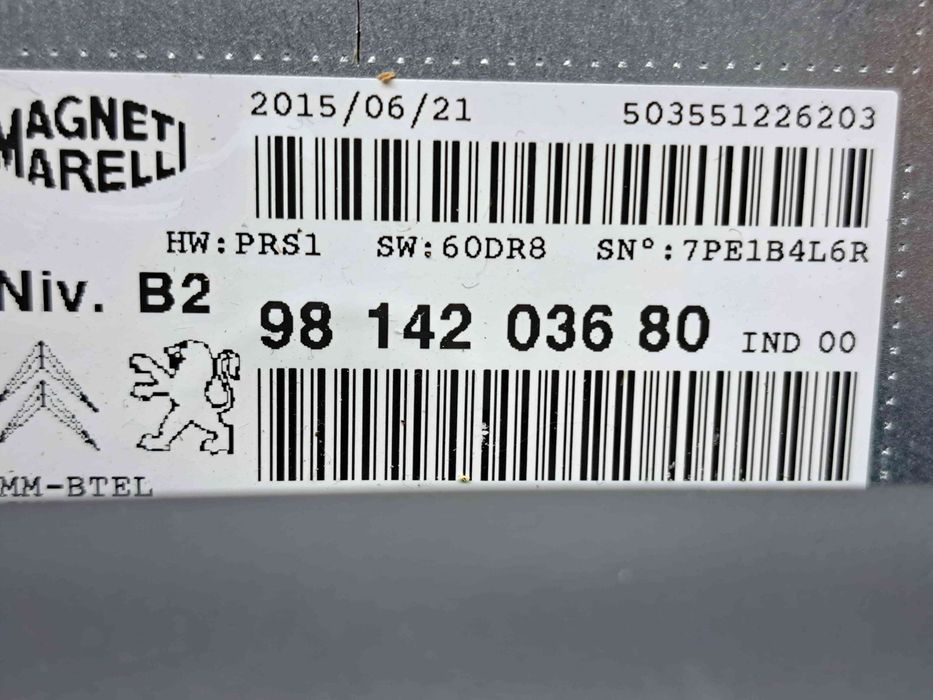 MAGNETI
MARELLI
2015/06/21 503551226203
HW:PRS1 SW:60DR8 SN°:7PE1B4L6R
Niv. B2
98 142 036 80 IND 00
MM-BTEL